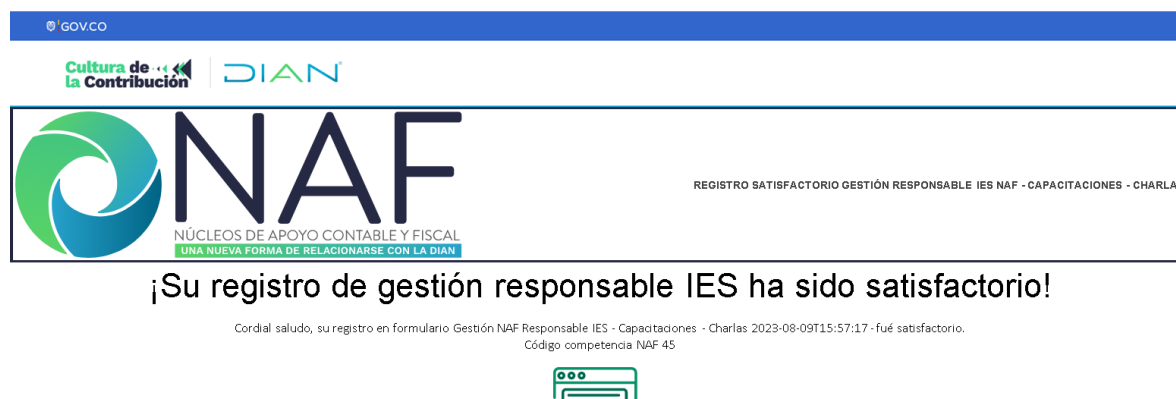 GOV.CO
Cultura de
la Contribución
DIAN
NAF
NÚCLEOS DE APOYO CONTABLE Y FISCAL
UNA NUEVA FORMA DE RELACIONARSE CON LA DIAN
REGISTRO SATISFACTORIO GESTIÓN RESPONSABLE IES NAF - CAPACITACIONES - CHARLA
¡Su registro de gestión responsable IES ha sido satisfactorio!
Cordial saludo, su registro en formulario Gestión NAF Responsable IES - Capacitaciones - Charlas 2023-08-09T15:57:17 - fué satisfactorio.
Código competencia NAF 45